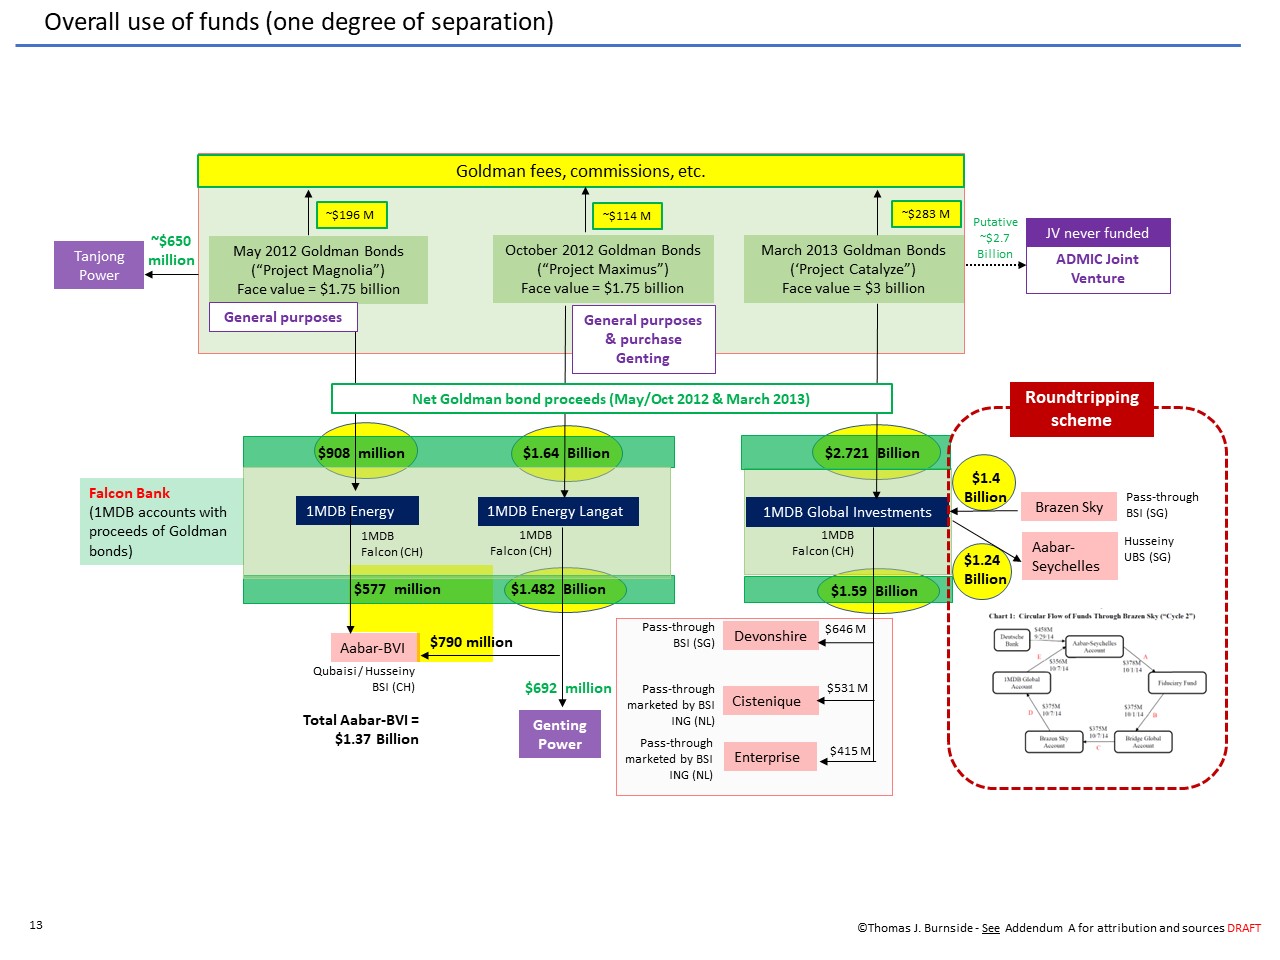 Overall use of funds (one degree of separation)
Goldman fees, commissions, etc.
~$196 M
~$114 M
~$283 M
Tanjong
Power
~$650
million
May 2012 Goldman Bonds
(“Project Magnolia”)
Face value = $1.75 billion
General purposes
October 2012 Goldman Bonds
(“Project Maximus”)
Face value = $1.75 billion
General purposes
& purchase
Genting
March 2013 Goldman Bonds
(‘Project Catalyze”)
Face value = $3 billion
Putative
~$2.7
Billion
JV never funded
ADMIC Joint
Venture
Net Goldman bond proceeds (May/Oct 2012 & March 2013)
Roundtripping
scheme
$908 million
$1.64 Billion
$2.721 Billion
Falcon Bank
(1MDB accounts with
proceeds of Goldman
bonds)
1MDB Energy
1MDB
Falcon (CH)
1MDB Energy Langat
1MDB
Falcon (CH)
1MDB Global Investments
1MDB
Falcon (CH)
$1.4
Billion
Brazen Sky
Pass-through
BSI (SG)
$1.24
Billion
Aabar-
Seychelles
Husseiny
UBS (SG)
$577 million
$1.482 Billion
$1.59 Billion
Aabar-BVI
$790 million
Qubaisi/Husseiny
BSI (CH)
Total Aabar-BVI =
$1.37 Billion
$692 million
Genting
Power
Pass-through
BSI (SG)
Devonshire
$646 M
Pass-through
marketed by BSI
ING (NL)
Cistenique
$531 M
Pass-through
marketed by BSI
ING (NL)
Enterprise
$415 M
Chart 1: Circular Flow of Funds Through Brazen Sky (“Cycle 2”)
Deutsche
Bank
$458M
9/29/14
Aabar-Seychelles
Account
E
$356M
10/7/14
$378M
10/1/14
A
1MDB Global
Account
Fiduciary Fund
D
$375M
10/7/14
$375M
10/1/14
B
Brazen Sky
Account
$375M
10/7/14
C
Bridge Global
Account
13
©Thomas J. Burnside - See Addendum A for attribution and sources DRAFT